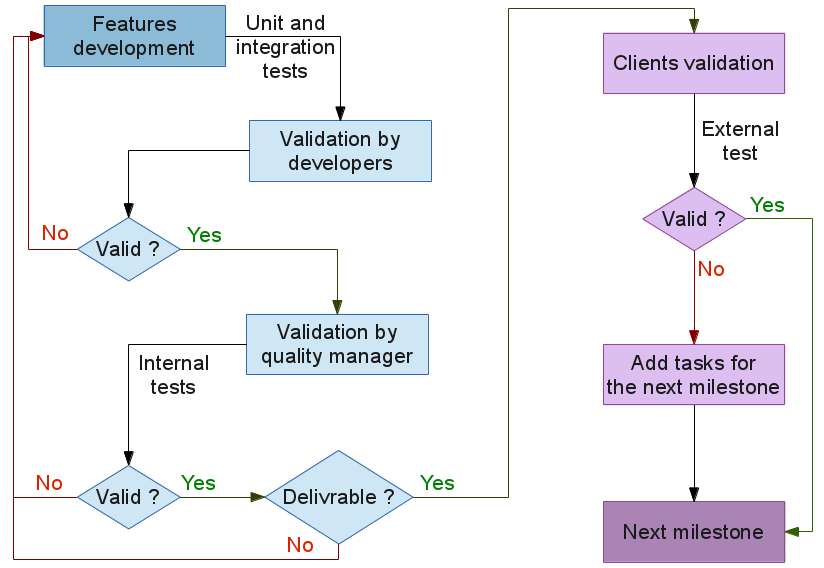 Features
development
Unit and
integration
tests
Validation by
developers
Valid ?
No
Yes
Validation by
quality manager
Internal
tests
Valid ?
No
Yes
Delivrable ?
Yes
No
Clients validation
External
test
Valid ?
Yes
No
Add tasks for
the next milestone
Next milestone